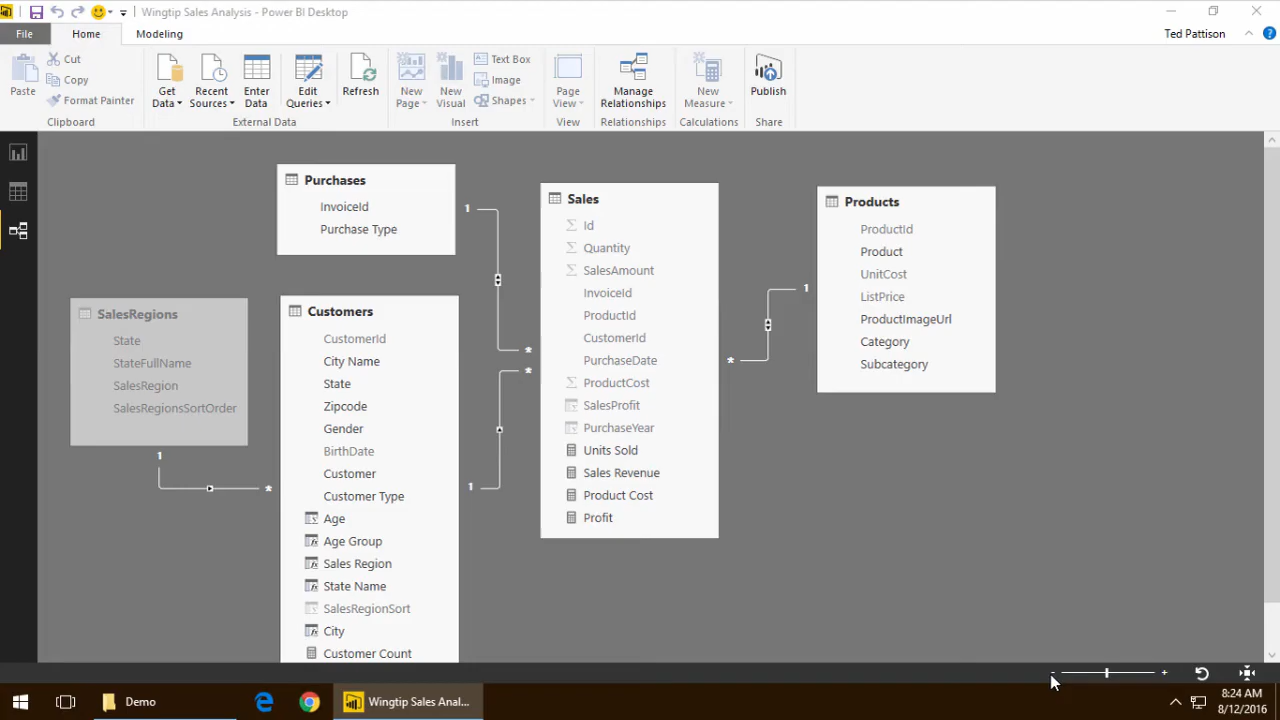 Wingtip Sales Analysis - Power BI Desktop
File
Home
Modeling
Ted Pattison
Paste
Cut
Copy
Format Painter
Clipboard
Get Data
Recent Sources
Enter Data
Edit Queries
Refresh
External Data
New Page
New Visual
Text Box
Image
Shapes
Insert
Page View
View
Manage Relationships
Relationships
New Measure
Calculations
Publish
Share
Purchases
InvoiceId
Purchase Type
1
*
SalesRegions
State
StateFullName
SalesRegion
SalesRegionsSortOrder
1
*
Customers
CustomerId
City Name
State
Zipcode
Gender
BirthDate
Customer
Customer Type
Age
Age Group
Sales Region
State Name
SalesRegionSort
City
Customer Count
1
*
Sales
Id
Quantity
SalesAmount
InvoiceId
ProductId
CustomerId
PurchaseDate
ProductCost
SalesProfit
PurchaseYear
Units Sold
Sales Revenue
Product Cost
Profit
*
1
Products
ProductId
Product
UnitCost
ListPrice
ProductImageUrl
Category
Subcategory
Demo
Wingtip Sales Anal...
8:24 AM
8/12/2016